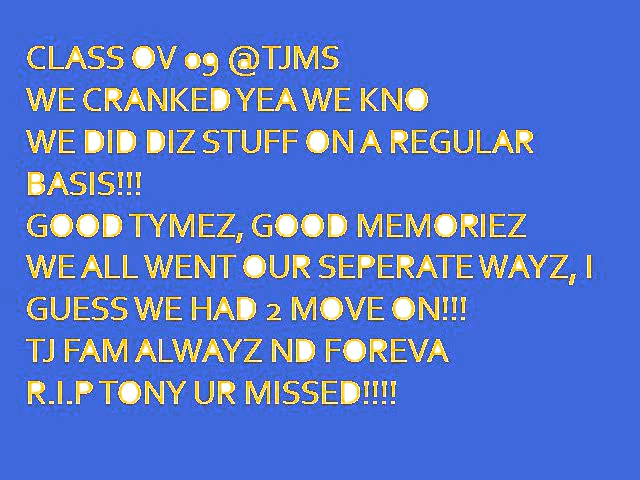 CLASS OV 09 @TJMS
WE CRANKED YEA WE KNO
WE DID DIZ STUFF ON A REGULAR
BASIS!!!
GOOD TYMEZ, GOOD MEMORIEZ
WE ALL WENT OUR SEPERATE WAYZ, I
GUESS WE HAD 2 MOVE ON!!!
TJ FAM ALWAYZ ND FOREVA
R.I.P TONY UR MISSED!!!!